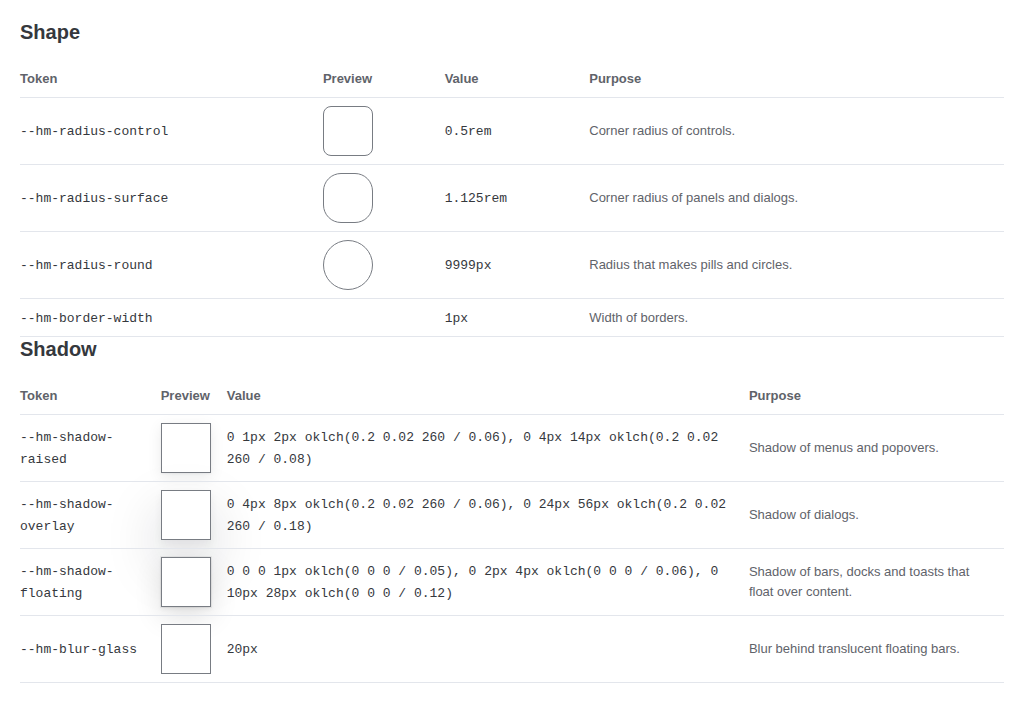 Shape
Token Preview Value Purpose
--hm-radius-control 0.5rem Corner radius of controls.
--hm-radius-surface 1.125rem Corner radius of panels and dialogs.
--hm-radius-round 9999px Radius that makes pills and circles.
--hm-border-width 1px Width of borders.
Shadow
Token Preview Value Purpose
--hm-shadow-
raised
0 1px 2px oklch(0.2 0.02 260 / 0.06), 0 4px 14px oklch(0.2 0.02
260 / 0.08)
Shadow of menus and popovers.
--hm-shadow-
overlay
0 4px 8px oklch(0.2 0.02 260 / 0.06), 0 24px 56px oklch(0.2 0.02
260 / 0.18)
Shadow of dialogs.
--hm-shadow-
floating
0 0 0 1px oklch(0 0 0 / 0.05), 0 2px 4px oklch(0 0 0 / 0.06), 0
10px 28px oklch(0 0 0 / 0.12)
Shadow of bars, docks and toasts that
float over content.
--hm-blur-glass 20px Blur behind translucent floating bars.